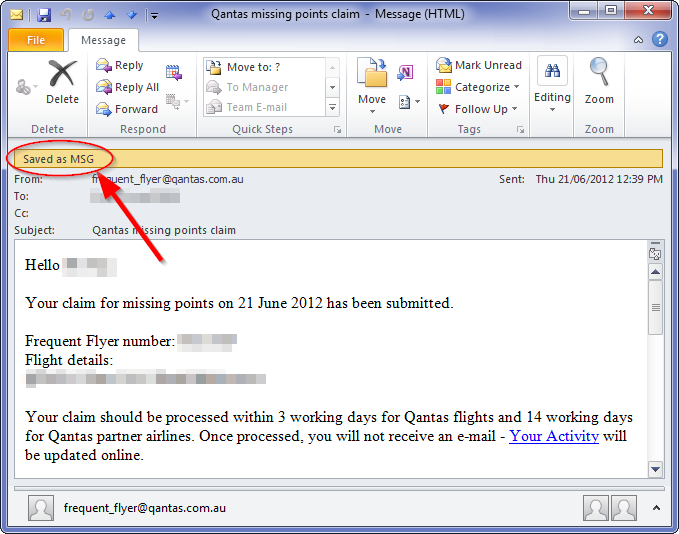 Qantas missing points claim - Message (HTML)
File
Message
Delete
Delete
Reply
Reply All
Forward
Respond
Move to: ?
To Manager
Team E-mail
Quick Steps
Move
Move
Mark Unread
Categorize
Follow Up
Tags
Editing
Zoom
Zoom
Saved as MSG
From: frequent_flyer@qantas.com.au
Sent: Thu 21/06/2012 12:39 PM
To:
Cc:
Subject: Qantas missing points claim
Hello
Your claim for missing points on 21 June 2012 has been submitted.
Frequent Flyer number:
Flight details:
Your claim should be processed within 3 working days for Qantas flights and 14 working days
for Qantas partner airlines. Once processed, you will not receive an e-mail - Your Activity will
be updated online.
frequent_flyer@qantas.com.au